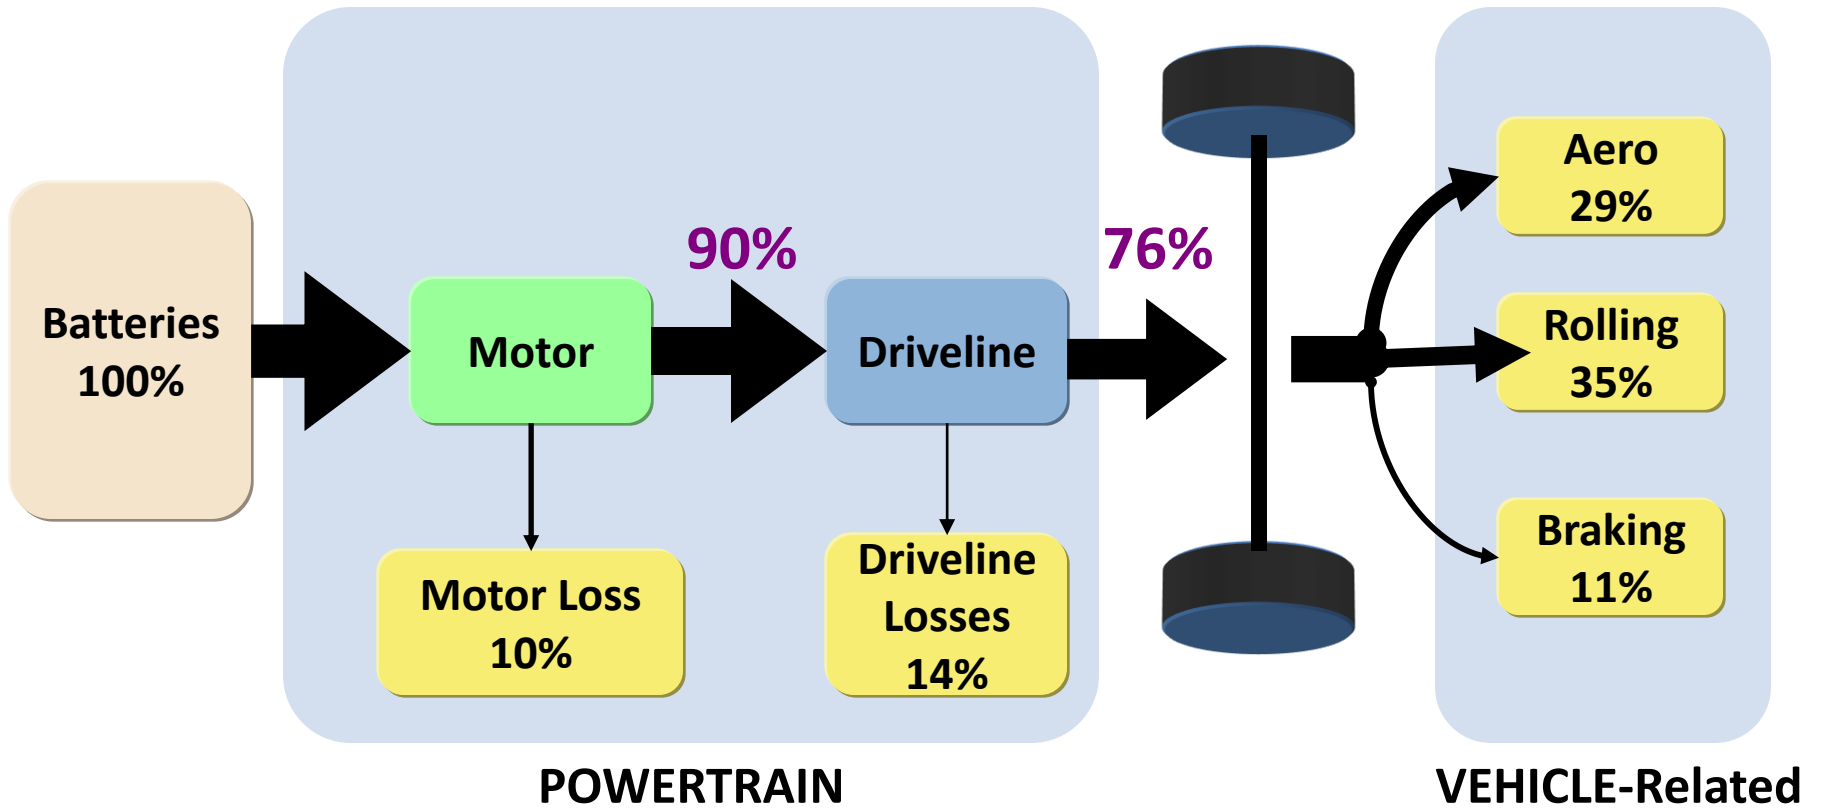 Batteries
100%
Motor
90%
Driveline
76%
Motor Loss
10%
Driveline
Losses
14%
Aero
29%
Rolling
35%
Braking
11%
POWERTRAIN
VEHICLE-Related